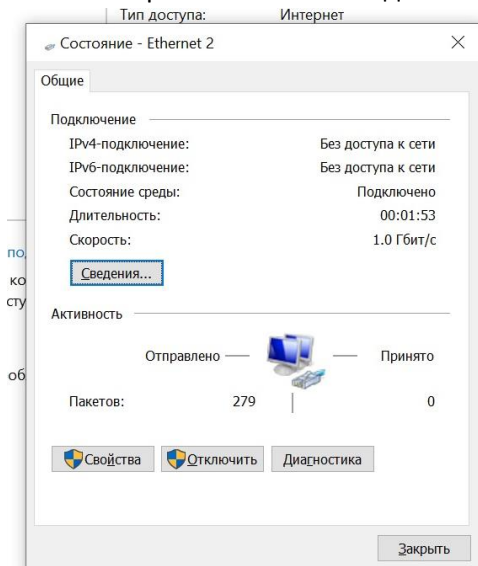 Тип доступа: Интернет
Состояние - Ethernet 2
Общие
Подключение
IPv4-подключение: Без доступа к сети
IPv6-подключение: Без доступа к сети
Состояние среды: Подключено
Длительность: 00:01:53
Скорость: 1.0 Гбит/с
Сведения...
Активность
Отправлено — Принято
Пакетов: 279 0
Свойства Отключить Диагностика
Закрыть